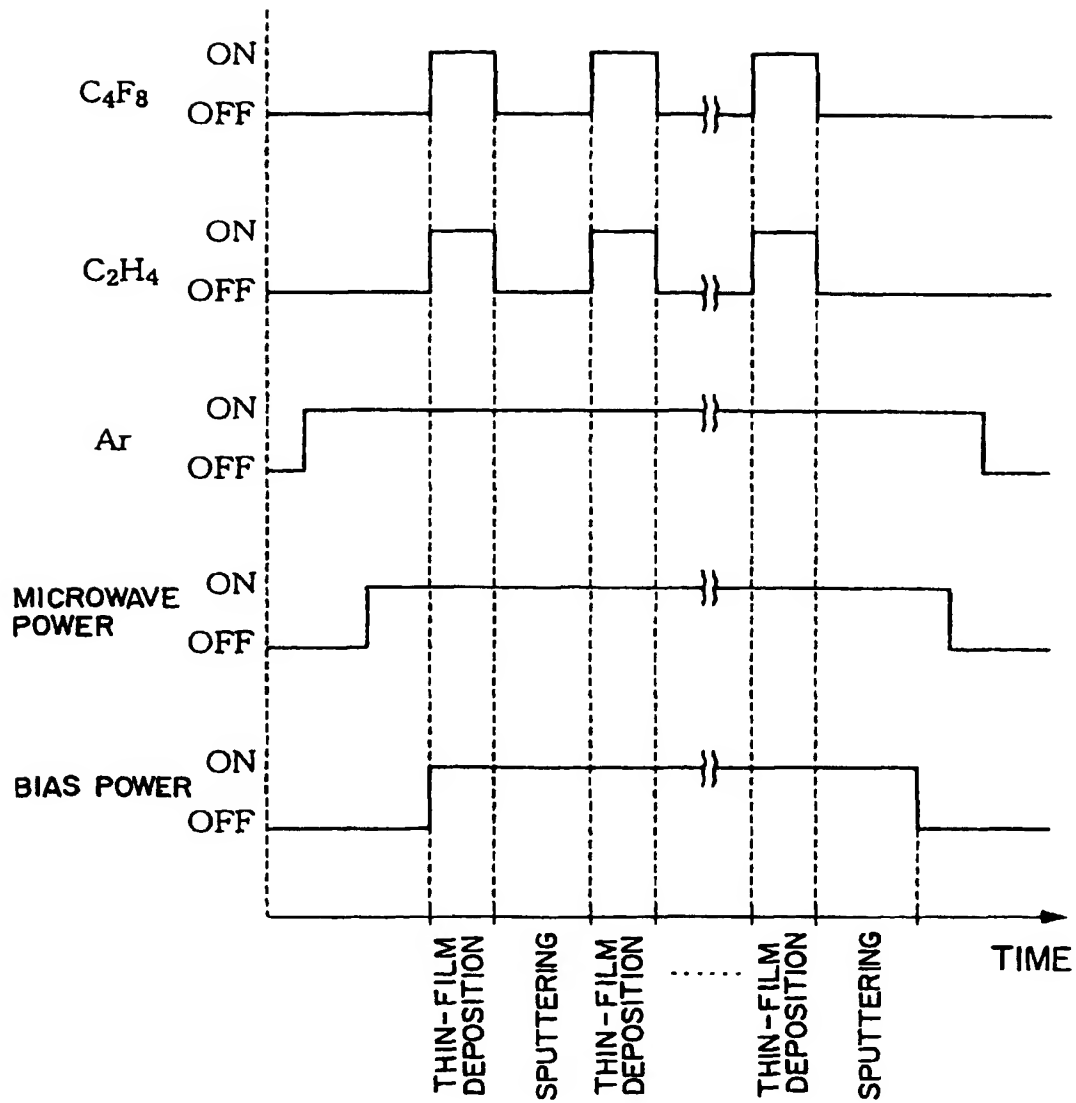 ON
C₄F₈
OFF
ON
C₂H₄
OFF
ON
Ar
OFF
MICROWAVE
POWER
ON
OFF
ON
BIAS POWER
OFF
TIME
THIN-FILM
DEPOSITION
SPUTTERING
THIN-FILM
DEPOSITION
........
THIN-FILM
DEPOSITION
SPUTTERING